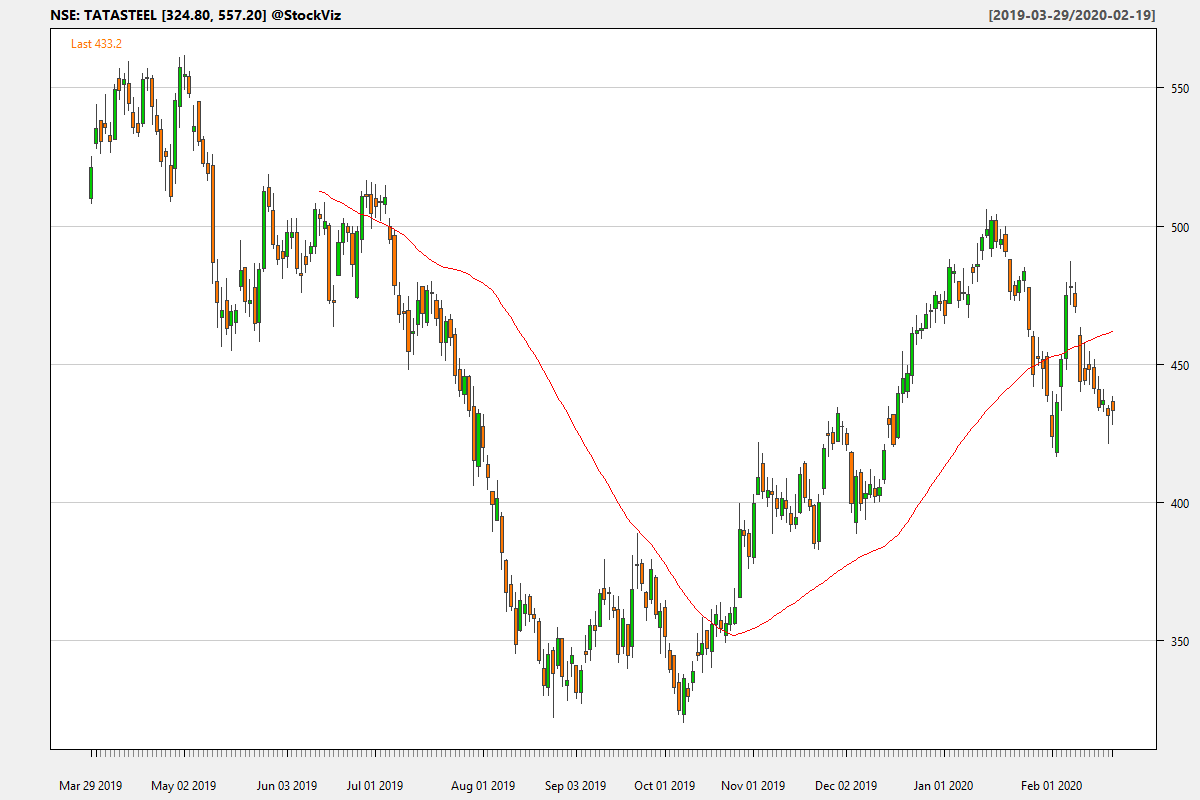 NSE: TATASTEEL [324.80, 557.20] @StockViz
[2019-03-29/2020-02-19]
Last 433.2
550
500
450
400
350
Mar 29 2019
May 02 2019
Jun 03 2019
Jul 01 2019
Aug 01 2019
Sep 03 2019
Oct 01 2019
Nov 01 2019
Dec 02 2019
Jan 01 2020
Feb 01 2020